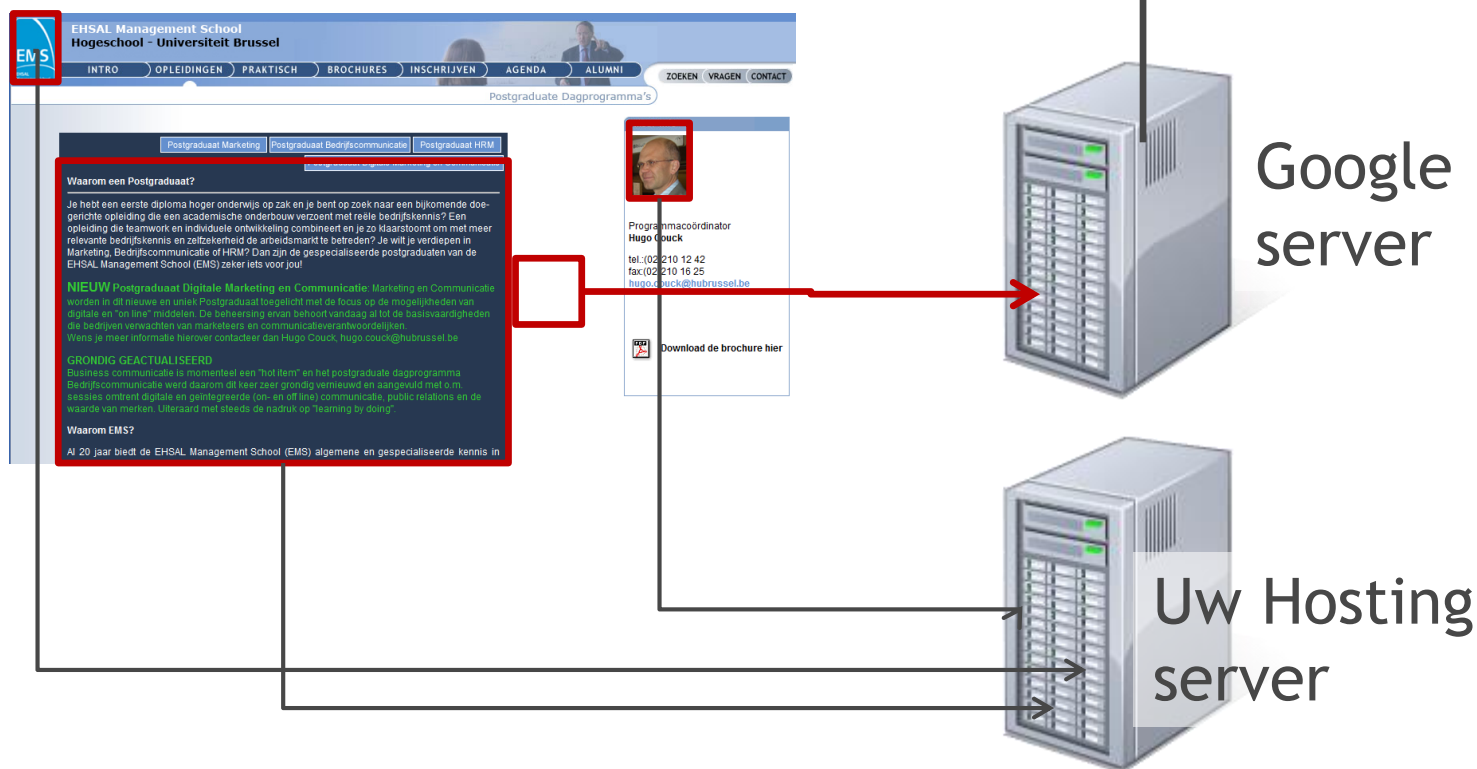 EHSAL Management School
Hogeschool - Universiteit Brussel
EMS
EHSAL
INTRO OPLEIDINGEN PRAKTISCH BROCHURES INSCHRIJVEN AGENDA ALUMNI
ZOEKEN VRAGEN CONTACT
Postgraduate Dagprogramma's
Postgraduaat Marketing Postgraduaat Bedrijfscommunicatie Postgraduaat HRM
Waarom een Postgraduaat?
Je hebt een eerste diploma hoger onderwijs op zak en je bent op zoek naar een bijkomende doe-
gerichte opleiding die een academische onderbouw verzoent met reële bedrijfskennis? Een
opleiding die teamwork en individuele ontwikkeling combineert en je zo klaarstoomt om met meer
relevante bedrijfskennis en zelfzekerheid de arbeidsmarkt te betreden? Je wilt je verdiepen in
Marketing, Bedrijfscommunicatie of HRM? Dan zijn de gespecialiseerde postgraduaten van de
EHSAL Management School (EMS) zeker iets voor jou!
NIEUW Postgraduaat Digitale Marketing en Communicatie: Marketing en Communicatie
worden in dit nieuwe en uniek Postgraduaat toegelicht met de focus op de mogelijkheden van
digitale en "on line" middelen. De beheersing ervan behoort vandaag al tot de basisvaardigheden
die bedrijven verwachten van marketeers en communicatieverantwoordelijken.
Wens je meer informatie hierover contacteer dan Hugo Couck, hugo.couck@hubrussel.be
GRONDIG GEACTUALISEERD
Business communicatie is momenteel een "hot item" en het postgraduate dagprogramma
Bedrijfscommunicatie werd daarom dit keer zeer grondig vernieuwd en aangevuld met o.m.
sessies omtrent digitale en geïntegreerde (on- en off line) communicatie, public relations en de
waarde van merken. Uiteraard met steeds de nadruk op "learning by doing".
Waarom EMS?
Al 20 jaar biedt de EHSAL Management School (EMS) algemene en gespecialiseerde kennis in
Programmacoördinator
Hugo Couck
tel.:(02)210 12 42
fax:(02)210 16 25
hugo.couck@hubrussel.be
Download de brochure hier
Google
server
Uw Hosting
server